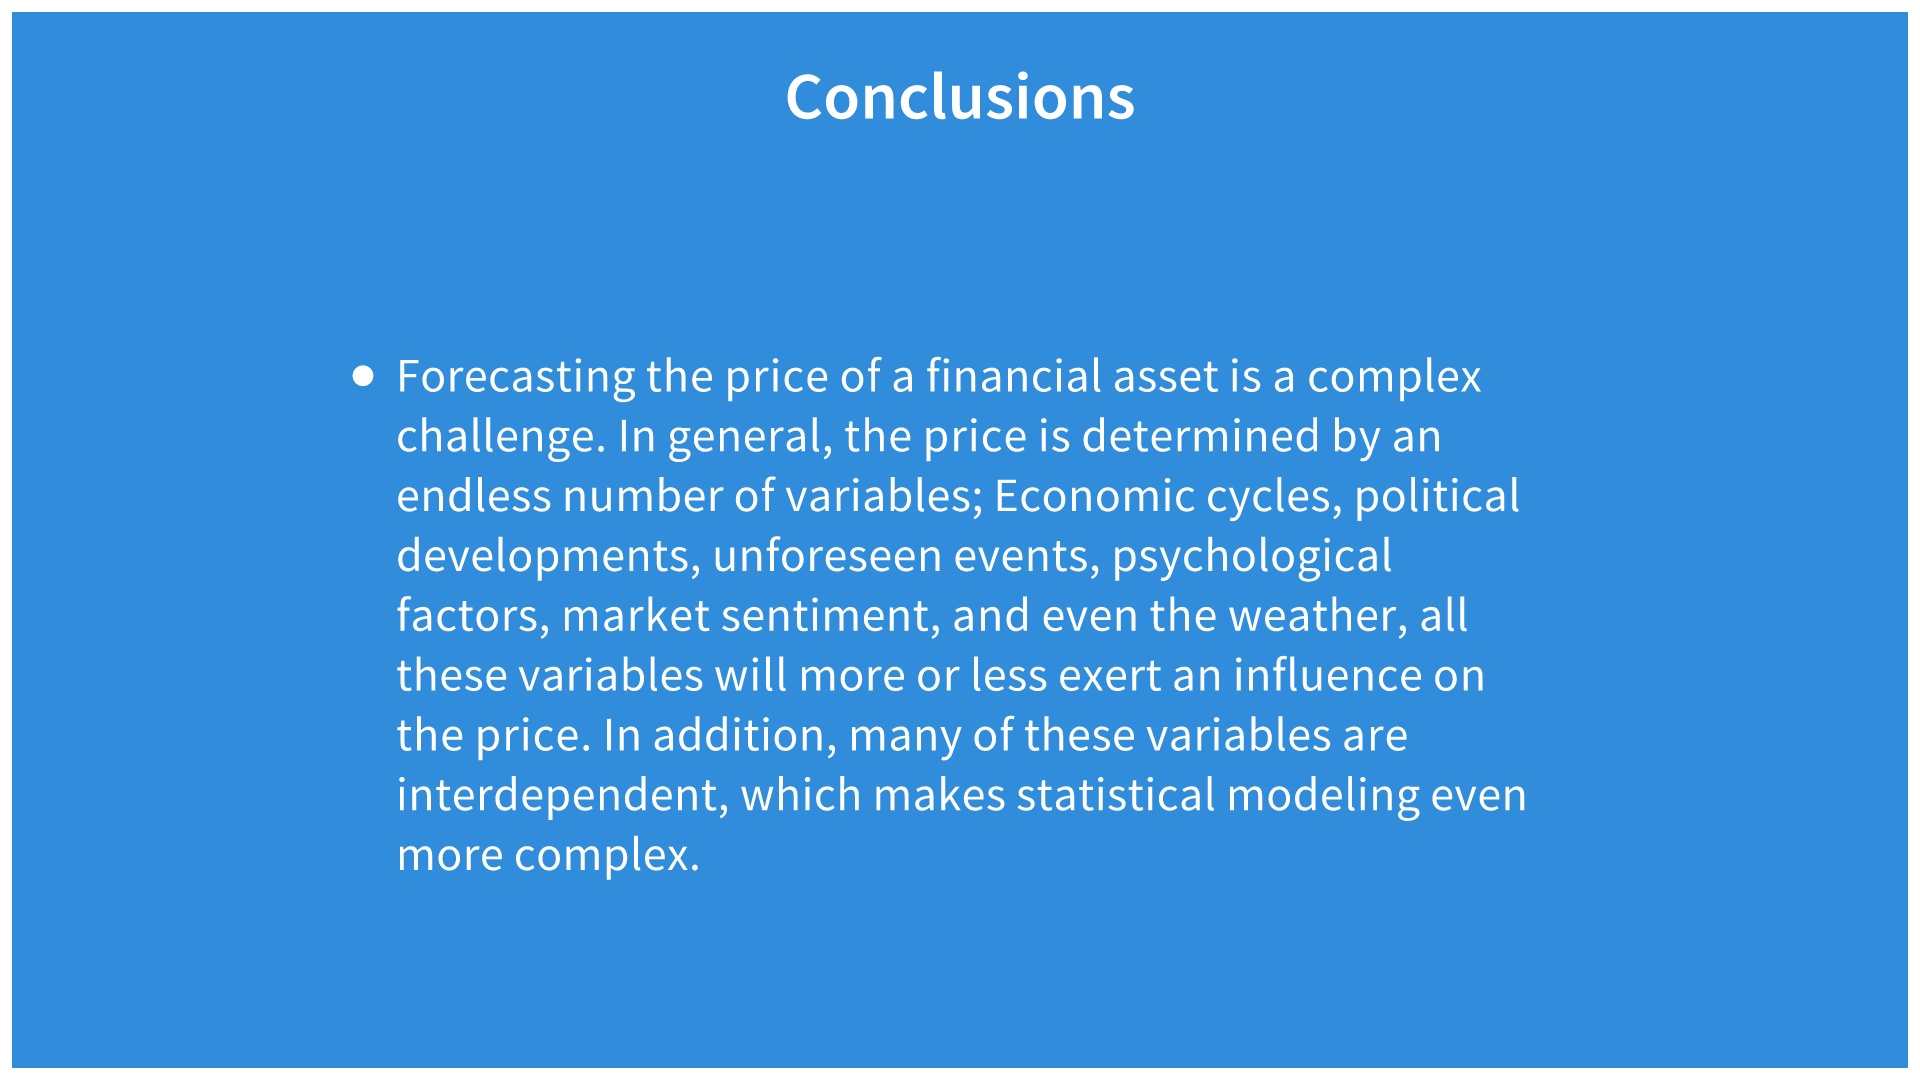 Conclusions
• Forecasting the price of a financial asset is a complex
challenge. In general, the price is determined by an
endless number of variables; Economic cycles, political
developments, unforeseen events, psychological
factors, market sentiment, and even the weather, all
these variables will more or less exert an influence on
the price. In addition, many of these variables are
interdependent, which makes statistical modeling even
more complex.